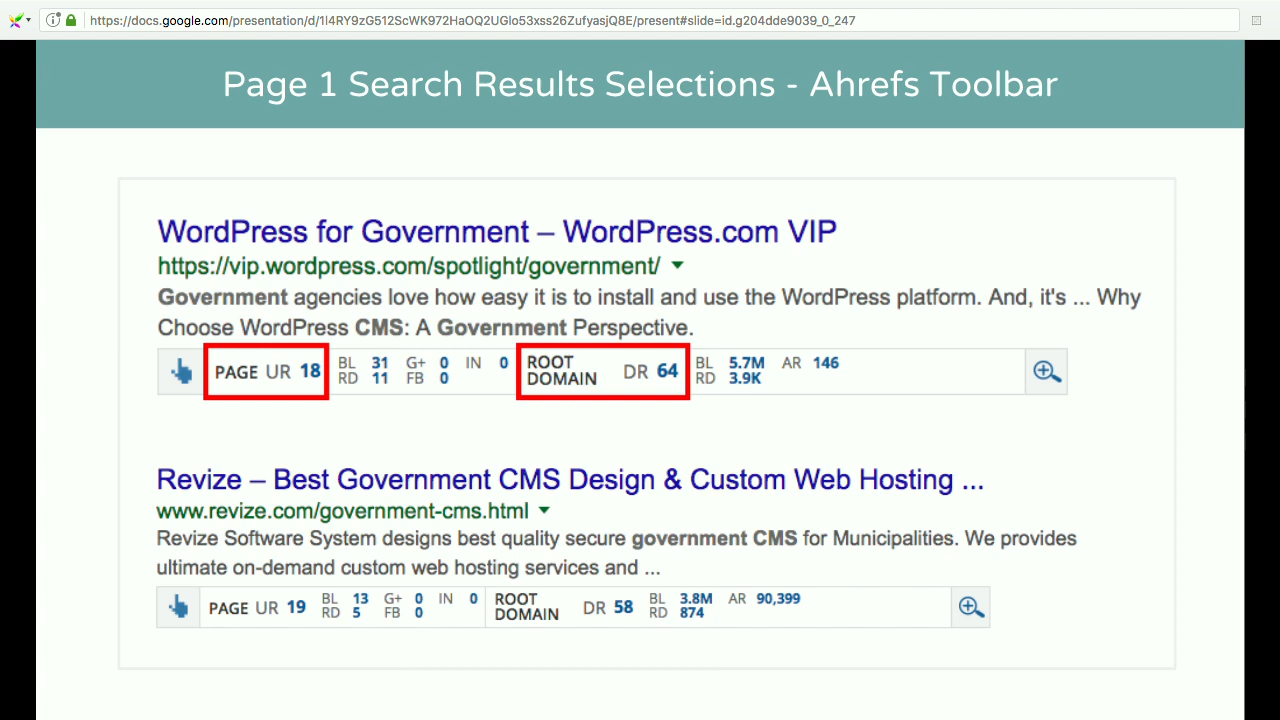 https://docs.google.com/presentation/d/1l4RY9zG512ScWK972HaOQ2UGlo53xss26ZufyasjQ8E/present#slide=id.g204dde9039_0_247
Page 1 Search Results Selections - Ahrefs Toolbar
WordPress for Government – WordPress.com VIP
https://vip.wordpress.com/spotlight/government/
Government agencies love how easy it is to install and use the WordPress platform. And, it's ... Why
Choose WordPress CMS: A Government Perspective.
PAGE UR 18 BL 31 G+ 0 IN 0 ROOT DR 64 BL 5.7M AR 146
RD 11 FB 0 DOMAIN RD 3.9K
Revize – Best Government CMS Design & Custom Web Hosting ...
www.revize.com/government-cms.html
Revize Software System designs best quality secure government CMS for Municipalities. We provides
ultimate on-demand custom web hosting services and ...
PAGE UR 19 BL 13 G+ 0 IN 0 ROOT DR 58 BL 3.8M AR 90,399
RD 5 FB 0 DOMAIN RD 874